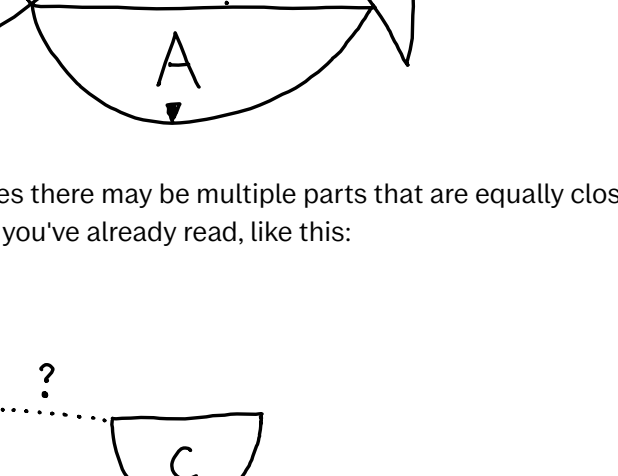 A
es there may be multiple parts that are equally clos
you've already read, like this:
?
C